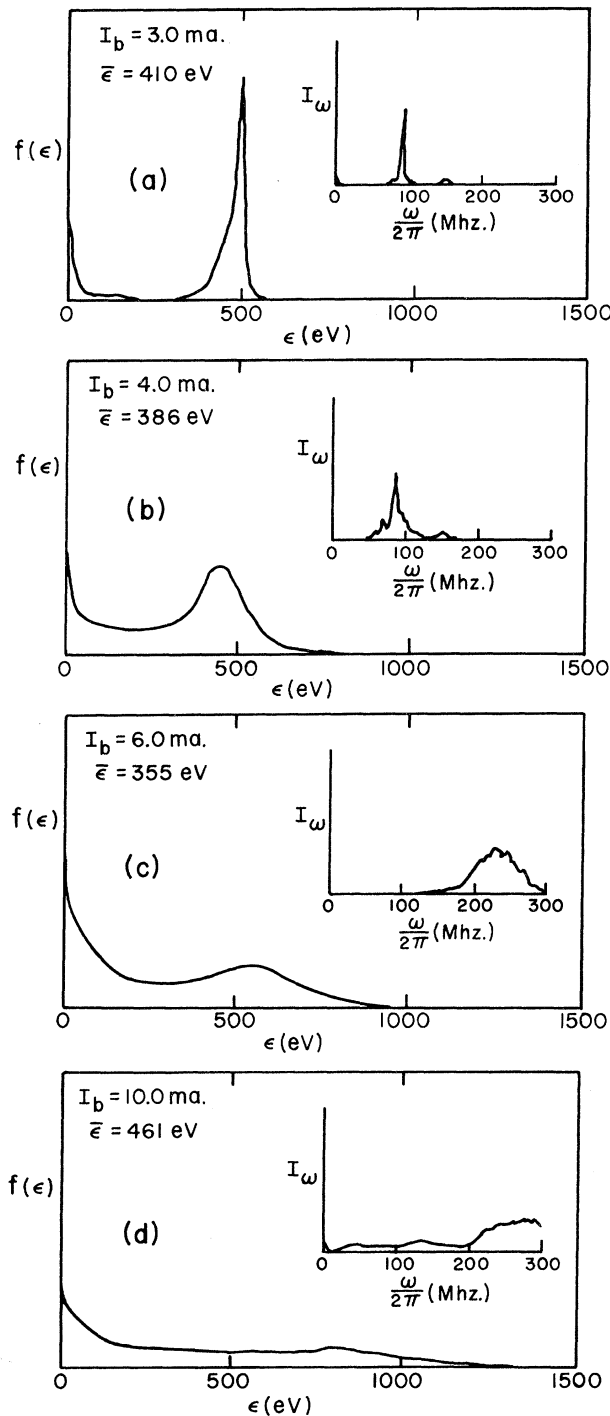 I_b = 3.0 ma.
ε̄ = 410 eV
f(ϵ)
(a)
I_ω
0 100 200 300
ω/2π (Mhz.)
0 500 1000 1500
ϵ(eV)
I_b = 4.0 ma.
ε̄ = 386 eV
f(ϵ)
(b)
I_ω
0 100 200 300
ω/2π (Mhz.)
0 500 1000 1500
ϵ(eV)
I_b = 6.0 ma.
ε̄ = 355 eV
f(ϵ)
(c)
I_ω
0 100 200 300
ω/2π (Mhz.)
0 500 1000 1500
ϵ(eV)
I_b = 10.0 ma.
ε̄ = 461 eV
f(ϵ)
(d)
I_ω
0 100 200 300
ω/2π (Mhz.)
0 500 1000 1500
ϵ(eV)